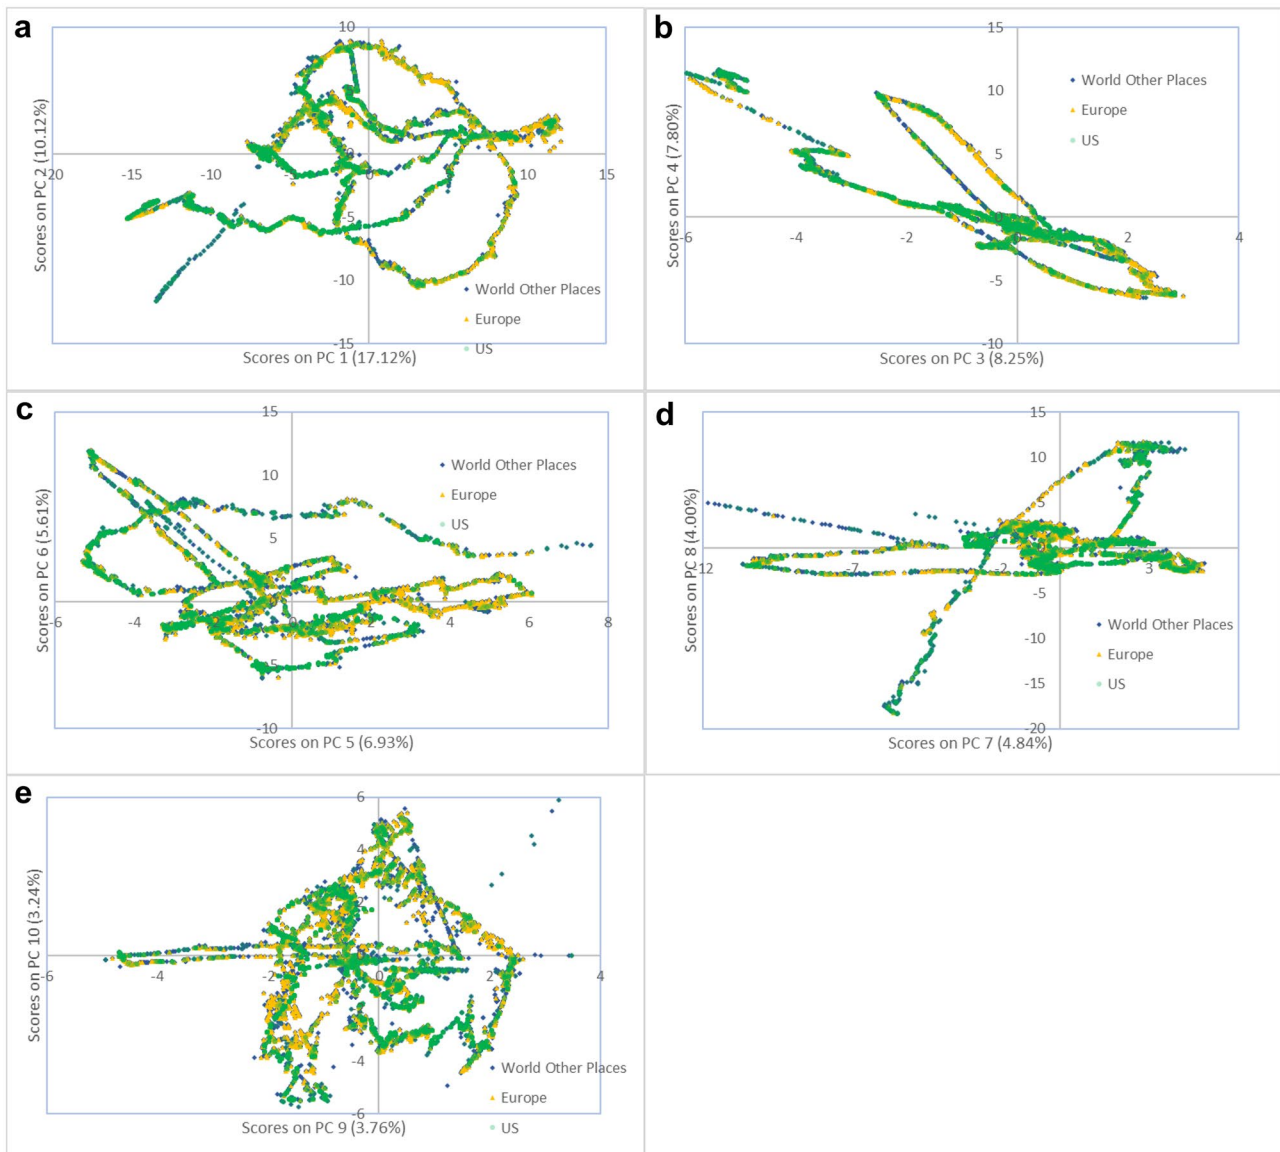 a
10
Scores on PC 2 (10.12%)
-20
-15
-10
-5
0
10
15
-5
-10
-15
World Other Places
Europe
US
Scores on PC 1 (17.12%)
b
15
10
5
Scores on PC 4 (7.80%)
World Other Places
Europe
US
-6
-4
-2
2
4
-5
-10
Scores on PC 3 (8.25%)
c
15
10
5
Scores on PC 6 (5.61%)
World Other Places
Europe
US
-6
-4
-2
0
2
4
6
8
-5
-10
Scores on PC 5 (6.93%)
d
15
10
5
Scores on PC 8 (4.00%)
-12
-7
-2
3
-5
-10
-15
-20
World Other Places
Europe
US
Scores on PC 7 (4.84%)
e
6
4
2
Scores on PC 10 (3.24%)
-6
-4
-2
0
2
4
-4
-6
World Other Places
Europe
US
Scores on PC 9 (3.76%)